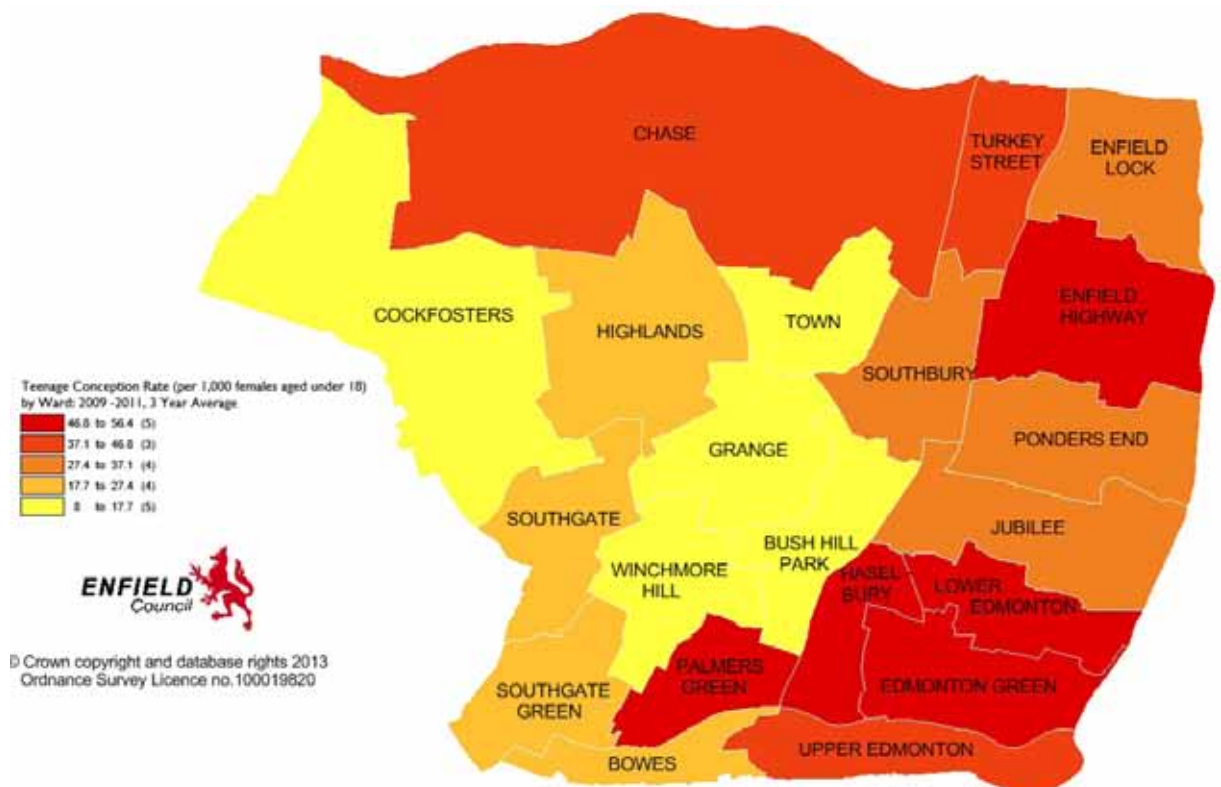 CHASE
TURKEY
STREET
ENFIELD
LOCK
ENFIELD
HIGHWAY
COCKFOSTERS
HIGHLANDS
TOWN
SOUTHBURY
Teenage Conception Rate (per 1,000 females aged under 18)
by Ward: 2009 -2011, 3 Year Average
46.8 to 56.4 (5)
37.1 to 46.8 (3)
27.4 to 37.1 (4)
17.7 to 27.4 (4)
8 to 17.7 (5)
GRANGE
PONDERS END
SOUTHGATE
JUBILEE
BUSH HILL
PARK
WINCHMORE
HILL
HASEL
BURY
LOWER
EDMONTON
ENFIELD
Council
PALMERS
GREEN
EDMONTON GREEN
© Crown copyright and database rights 2013
Ordnance Survey Licence no.100019820
SOUTHGATE
GREEN
UPPER EDMONTON
BOWES